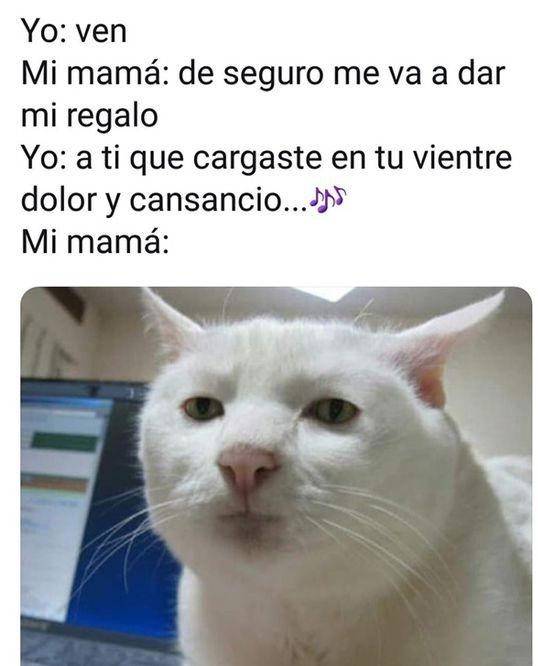 Yo: ven
Mi mamá: de seguro me va a dar
mi regalo
Yo: a ti que cargaste en tu vientre
dolor y cansancio...🎶
Mi mamá: